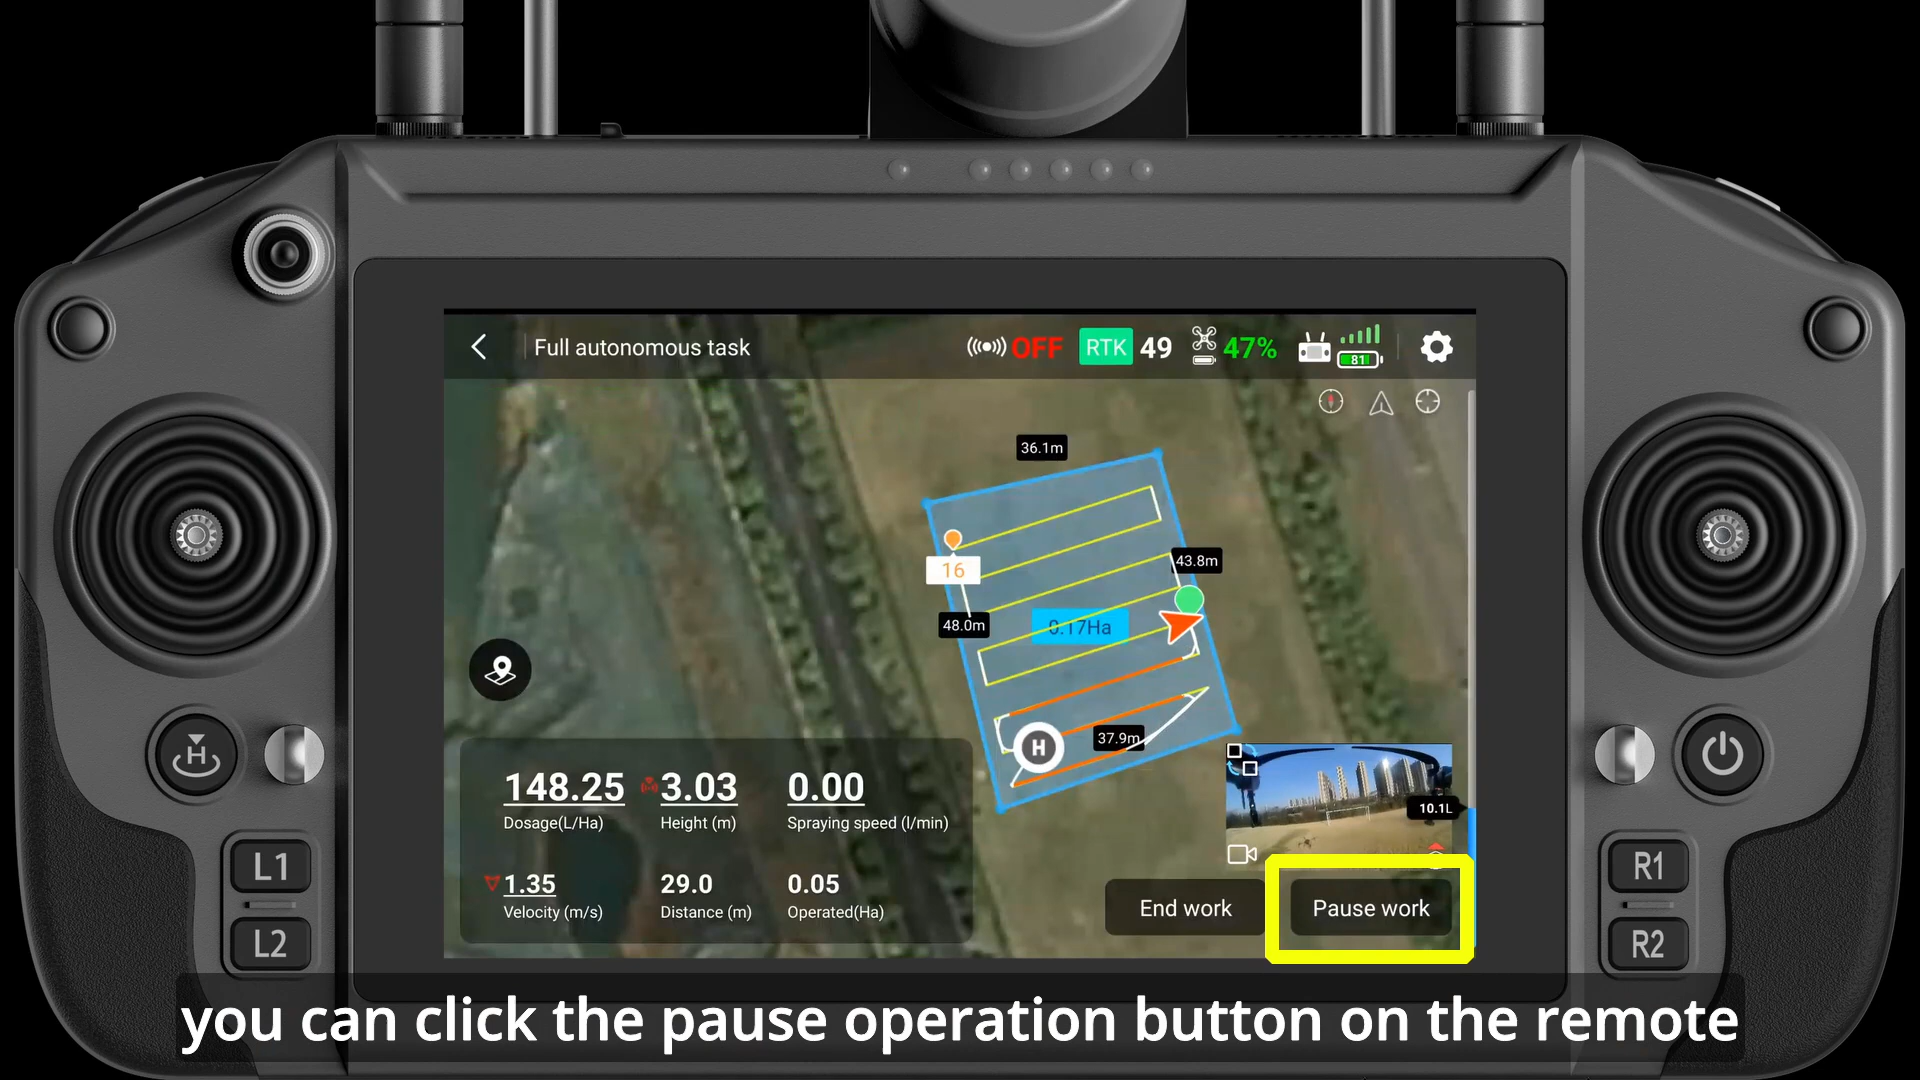 Full autonomous task
OFF
RTK 49
47%
81
36.1m
43.8m
16
48.0m
0.17Ha
H
37.9m
148.25
Dosage(L/Ha)
3.03
Height (m)
0.00
Spraying speed (l/min)
1.35
Velocity (m/s)
29.0
Distance (m)
0.05
Operated(Ha)
10.1L
End work
Pause work
H
L1
L2
R1
R2
you can click the pause operation button on the remote